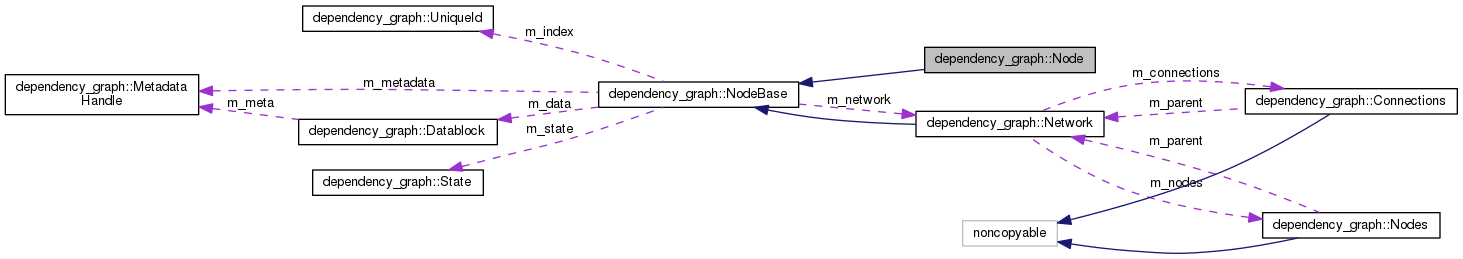 dependency_graph::UniqueId
m_index
dependency_graph::Node
m_connections
m_metadata
dependency_graph::Metadata
Handle
dependency_graph::NodeBase
m_network
m_parent
dependency_graph::Connections
m_meta
m_data
dependency_graph::Datablock
m_state
dependency_graph::Network
m_parent
dependency_graph::State
m_nodes
noncopyable
dependency_graph::Nodes